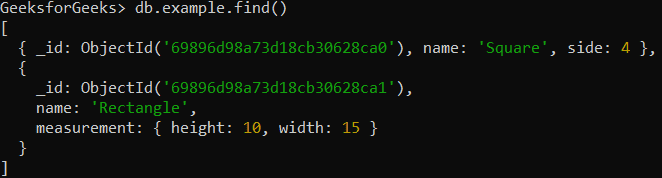 GeeksforGeeks> db.example.find()
[
  { _id: ObjectId('69896d98a73d18cb30628ca0'), name: 'Square', side: 4 },
  {
    _id: ObjectId('69896d98a73d18cb30628ca1'),
    name: 'Rectangle',
    measurement: { height: 10, width: 15 }
  }
]